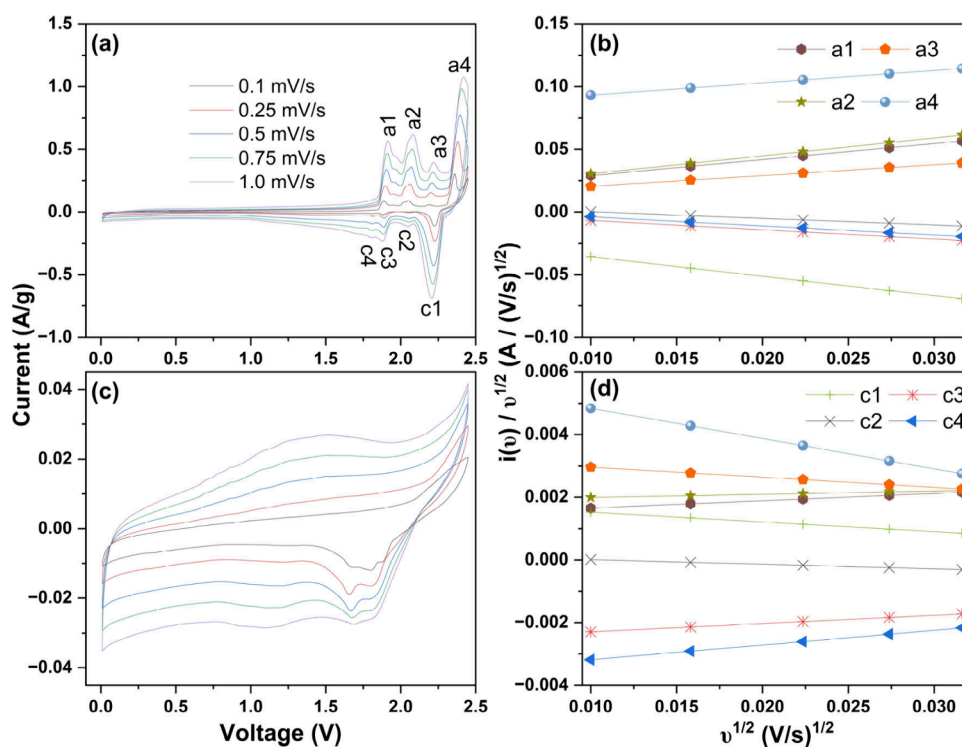 (a)
0.1 mV/s
0.25 mV/s
0.5 mV/s
0.75 mV/s
1.0 mV/s
a1
a2
a3
a4
c4
c3
c2
c1
1.5
1.0
0.5
0.0
−0.5
−1.0
0.0 0.5 1.0 1.5 2.0 2.5
(b)
a1 a3
a2 a4
0.15
0.10
0.05
0.00
−0.05
−0.10
0.010 0.015 0.020 0.025 0.030
Current (A/g)
i(υ) / υ1/2 (A / (V/s)1/2)
(c)
0.04
0.02
0.00
−0.02
−0.04
0.0 0.5 1.0 1.5 2.0 2.5
Voltage (V)
(d)
c1 c3
c2 c4
0.006
0.004
0.002
0.000
−0.002
−0.004
0.010 0.015 0.020 0.025 0.030
υ1/2 (V/s)1/2